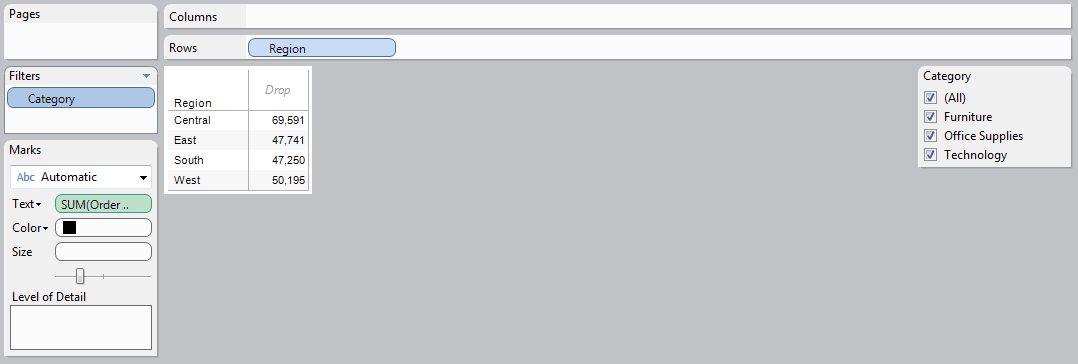 Pages
Columns
Rows
Region
Filters
Category
Marks
Abc Automatic
Text
SUM(Order ..
Color
Size
Level of Detail
Drop
Region
Central 69,591
East 47,741
South 47,250
West 50,195
Category
(All)
Furniture
Office Supplies
Technology